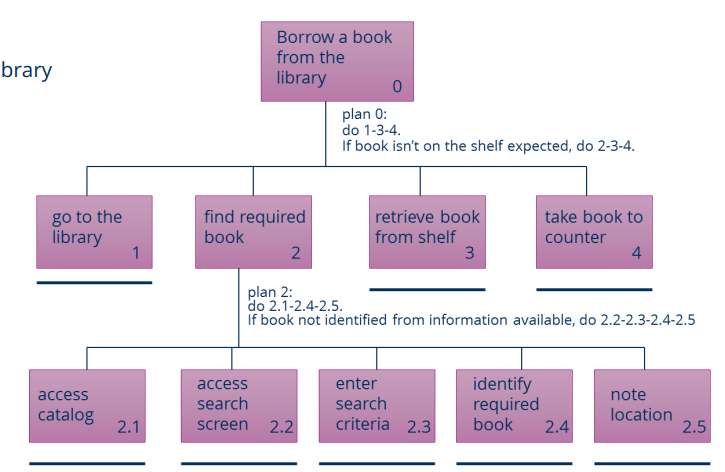 Borrow a book
from the
library
0
brary
plan 0:
do 1-3-4.
If book isn't on the shelf expected, do 2-3-4.
go to the
library
1
find required
book
2
retrieve book
from shelf
3
take book to
counter
4
plan 2:
do 2.1-2.4-2.5.
If book not identified from information available, do 2.2-2.3-2.4-2.5
access
catalog
2.1
access
search
screen 2.2
enter
search
criteria 2.3
identify
required
book 2.4
note
location
2.5